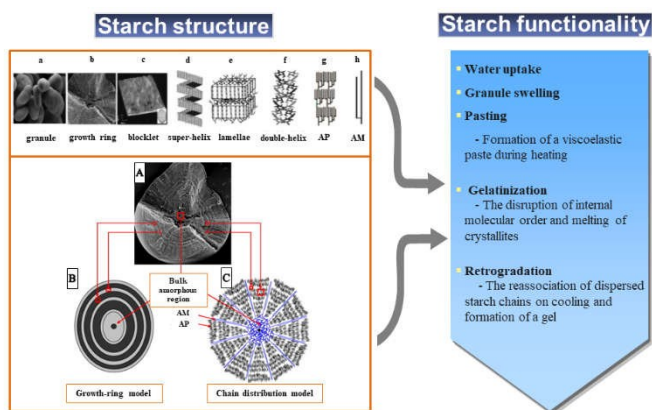 Starch structure
a b c d e f g h
granule growth ring blocklet super-helix lamellae double-helix AP AM
A
B
C
Bulk
amorphous
region
AM
AP
Growth-ring model
Chain distribution model
Starch functionality
Water uptake
Granule swelling
Pasting
- Formation of a viscoelastic
paste during heating
Gelatinization
- The disruption of internal
molecular order and melting of
crystallites
Retrogradation
- The reassociation of dispersed
starch chains on cooling and
formation of a gel